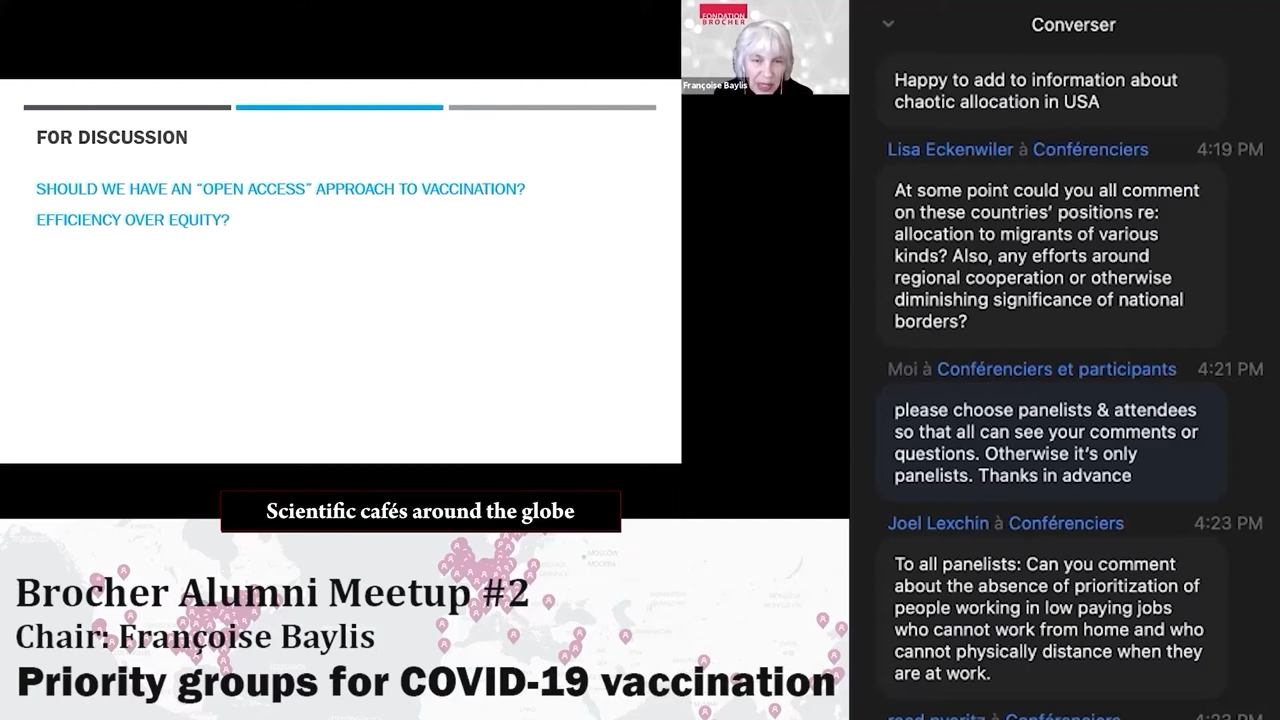 FONDATION
BROCHER
Françoise Baylis
FOR DISCUSSION
SHOULD WE HAVE AN “OPEN ACCESS” APPROACH TO VACCINATION?
EFFICIENCY OVER EQUITY?
Scientific cafés around the globe
MOSCOW
МОСКВА
Brocher Alumni Meetup #2
Chair: Françoise Baylis
Priority groups for COVID-19 vaccination
Converser
Happy to add to information about
chaotic allocation in USA
Lisa Eckenwiler à Conférenciers 4:19 PM
At some point could you all comment
on these countries’ positions re:
allocation to migrants of various
kinds? Also, any efforts around
regional cooperation or otherwise
diminishing significance of national
borders?
Moi à Conférenciers et participants 4:21 PM
please choose panelists & attendees
so that all can see your comments or
questions. Otherwise it’s only
panelists. Thanks in advance
Joel Lexchin à Conférenciers 4:23 PM
To all panelists: Can you comment
about the absence of prioritization of
people working in low paying jobs
who cannot work from home and who
cannot physically distance when they
are at work.